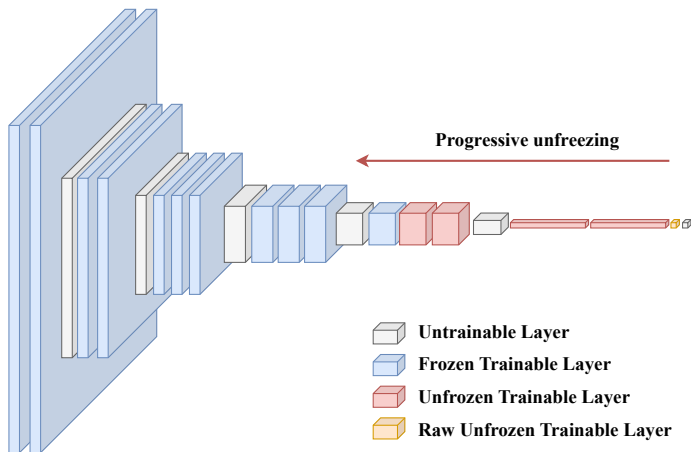 Progressive unfreezing
Untrainable Layer
Frozen Trainable Layer
Unfrozen Trainable Layer
Raw Unfrozen Trainable Layer